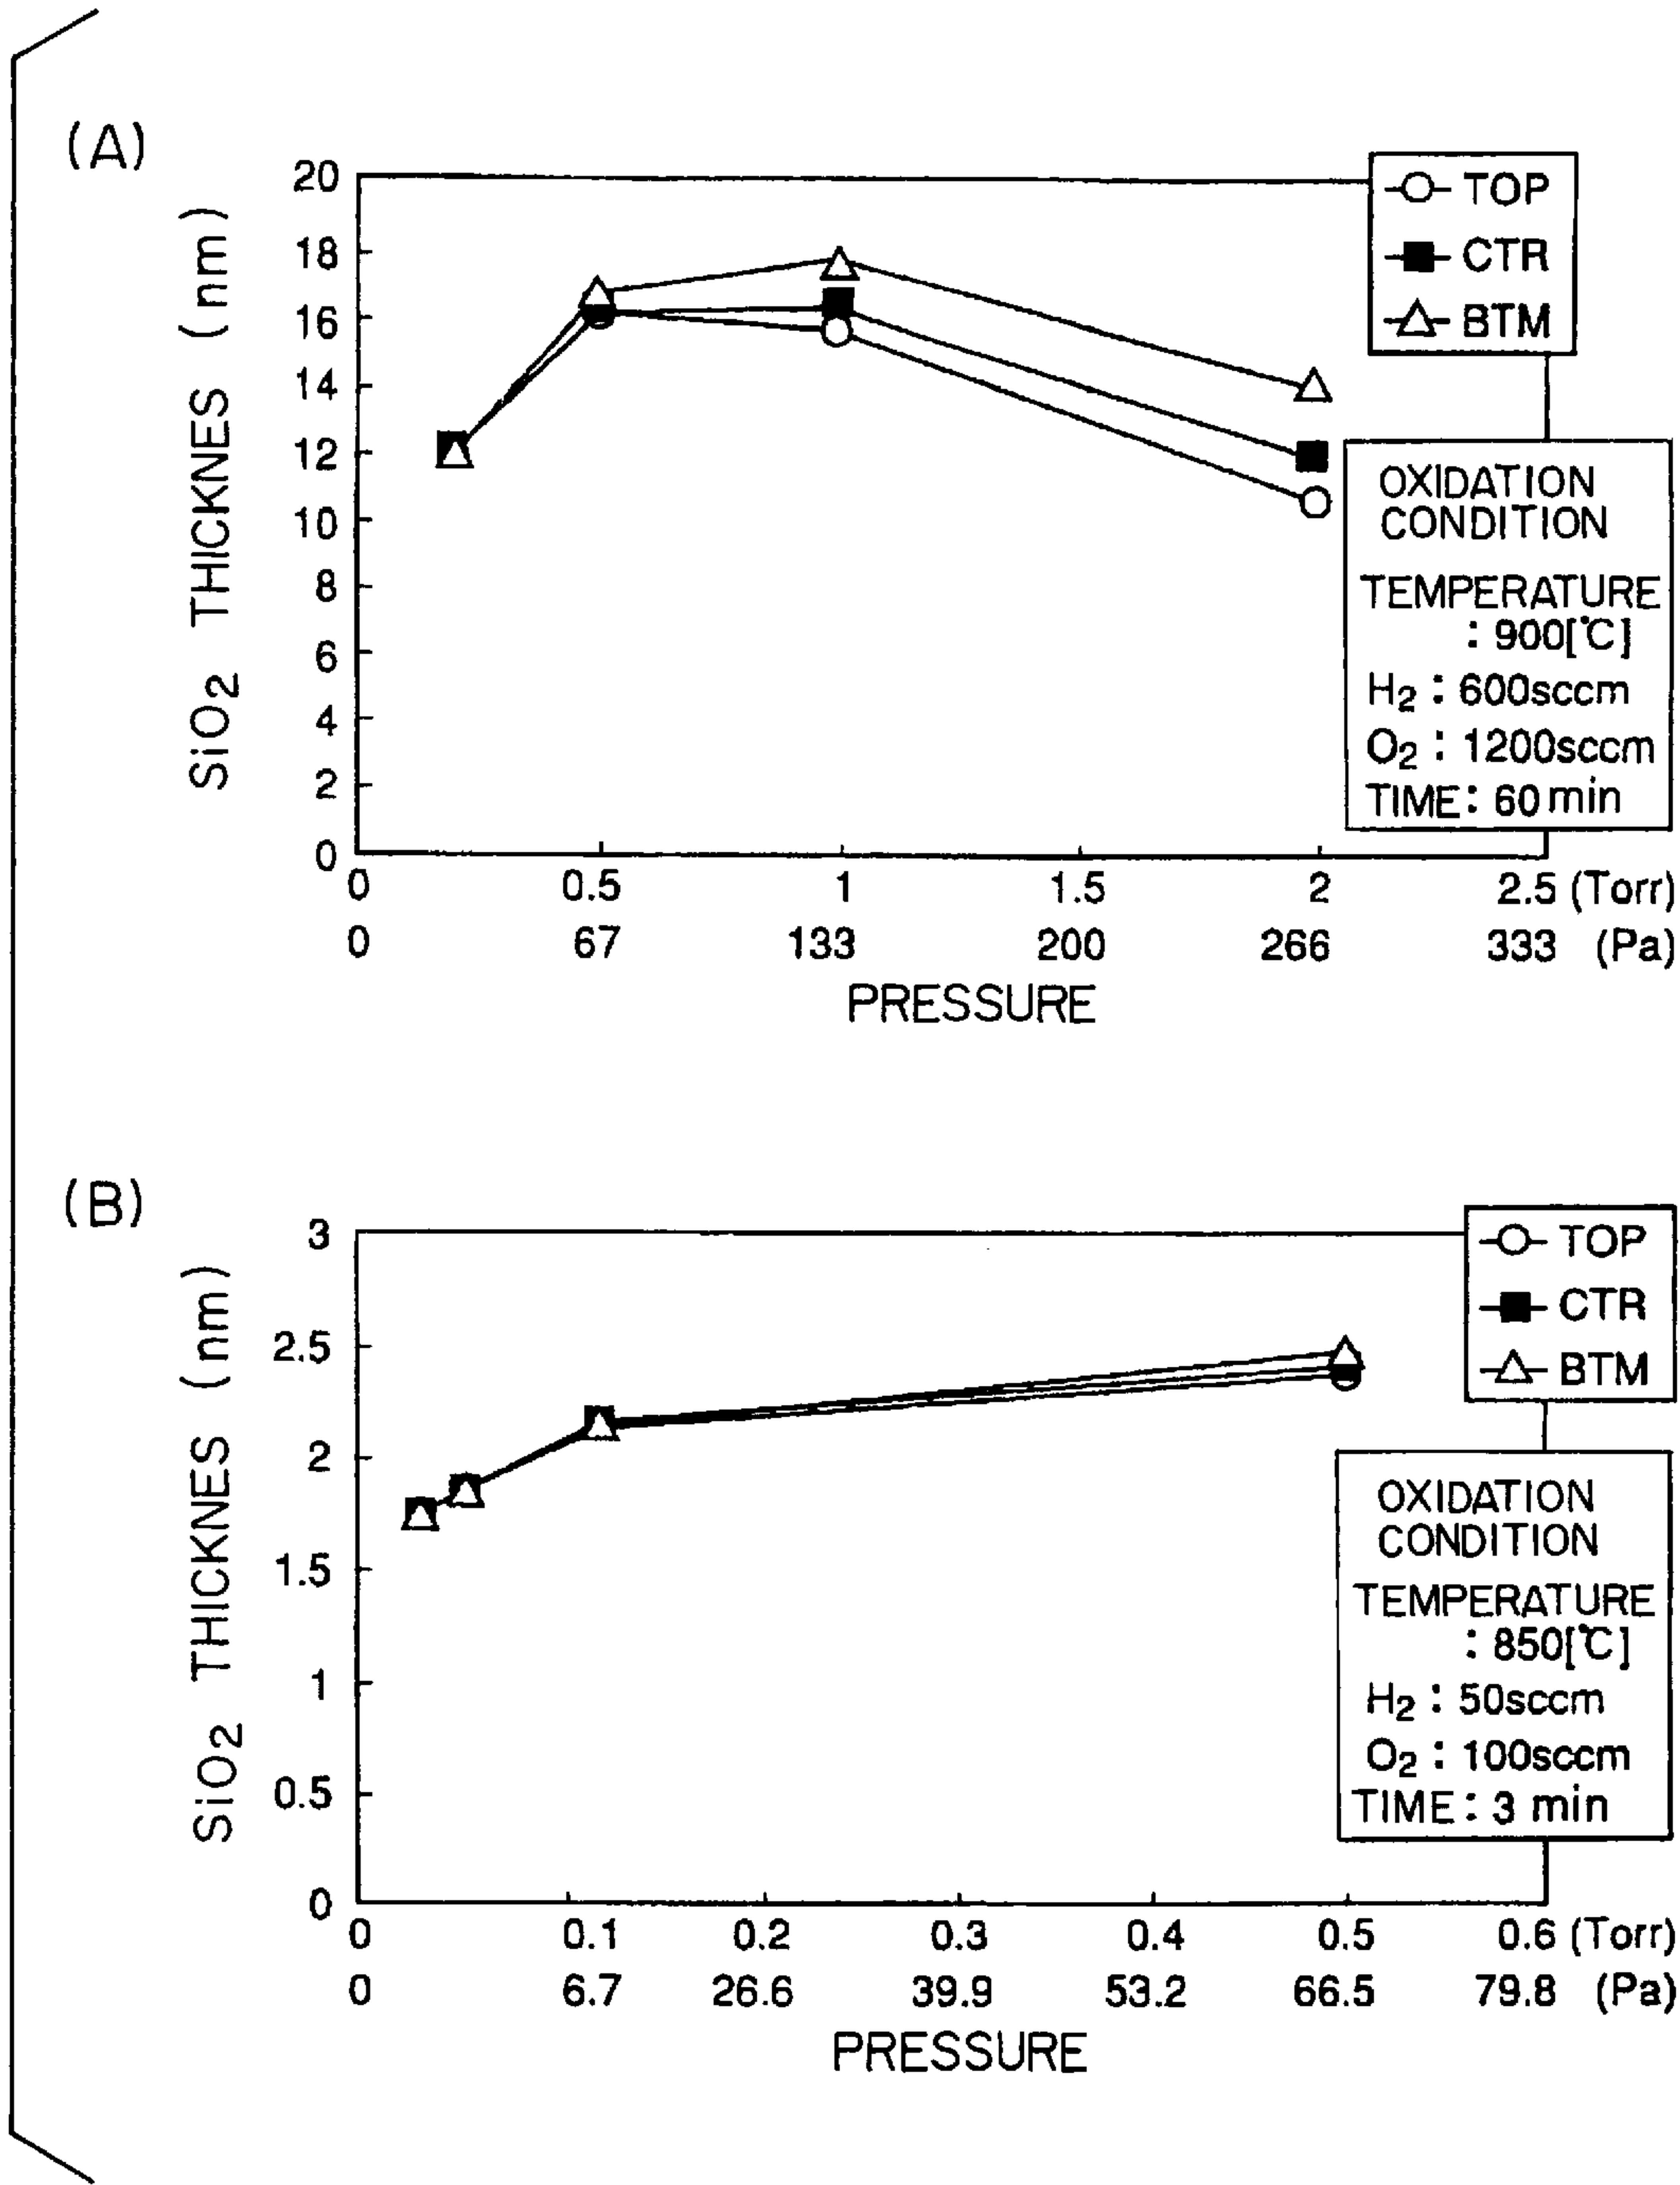 (A)
SiO2 THICKNES (nm)
20
18
16
14
12
10
8
6
4
2
0
TOP
CTR
BTM
OXIDATION
CONDITION
TEMPERATURE
: 900[℃]
H2 : 600sccm
O2 : 1200sccm
TIME : 60 min
0 0.5 1 1.5 2 2.5 (Torr)
0 67 133 200 266 333 (Pa)
PRESSURE
(B)
SiO2 THICKNES (nm)
3
2.5
2
1.5
1
0.5
0
TOP
CTR
BTM
OXIDATION
CONDITION
TEMPERATURE
: 850[℃]
H2 : 50sccm
O2 : 100sccm
TIME : 3 min
0 0.1 0.2 0.3 0.4 0.5 0.6 (Torr)
0 6.7 26.6 39.9 53.2 66.5 79.8 (Pa)
PRESSURE